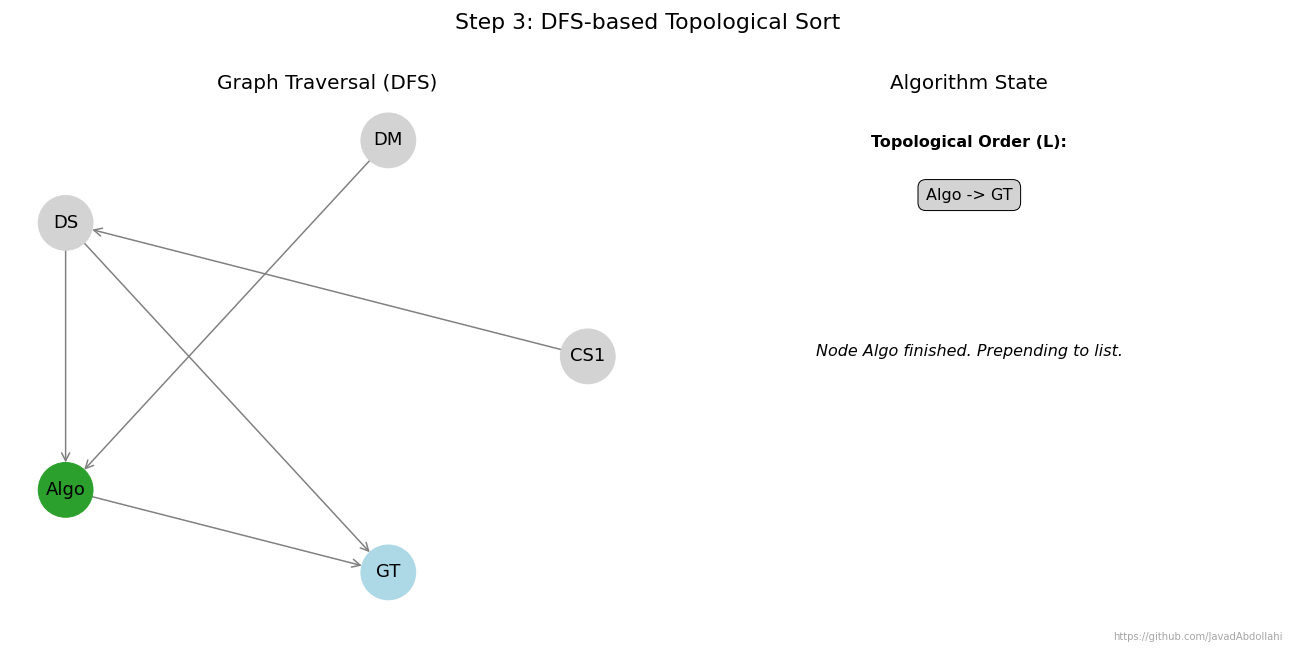 Step 3: DFS-based Topological Sort
Graph Traversal (DFS)
DM
DS
CS1
Algo
GT
Algorithm State
Topological Order (L):
Algo -> GT
Node Algo finished. Prepending to list.
https://github.com/JavadAbdollahi